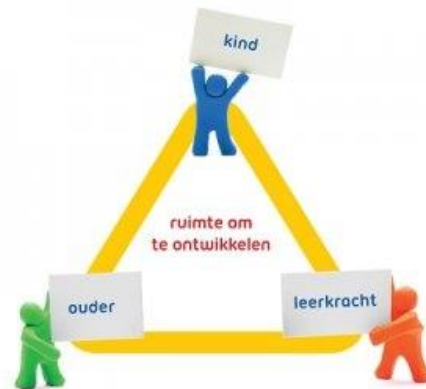 kind
ruimte om
te ontwikkelen
ouder
leerkracht